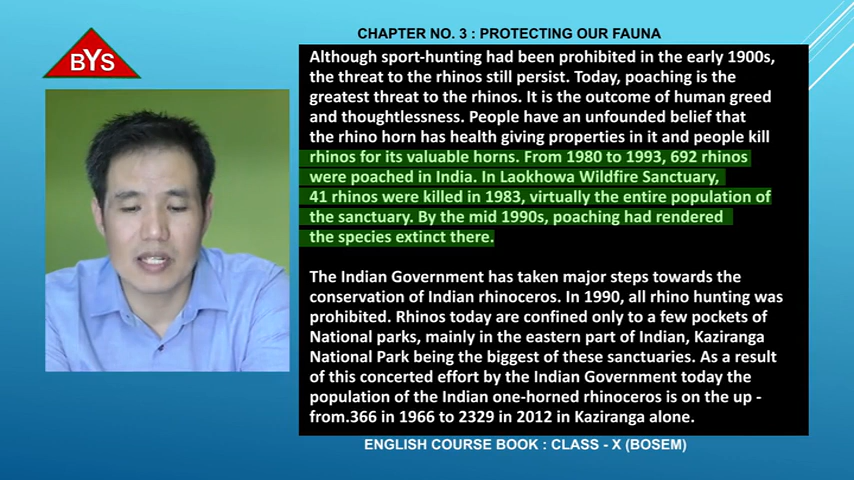 CHAPTER NO. 3 : PROTECTING OUR FAUNA
BYS
Although sport-hunting had been prohibited in the early 1900s,
the threat to the rhinos still persist. Today, poaching is the
greatest threat to the rhinos. It is the outcome of human greed
and thoughtlessness. People have an unfounded belief that
the rhino horn has health giving properties in it and people kill
rhinos for its valuable horns. From 1980 to 1993, 692 rhinos
were poached in India. In Laokhowa Wildfire Sanctuary,
41 rhinos were killed in 1983, virtually the entire population of
the sanctuary. By the mid 1990s, poaching had rendered
the species extinct there.
The Indian Government has taken major steps towards the
conservation of Indian rhinoceros. In 1990, all rhino hunting was
prohibited. Rhinos today are confined only to a few pockets of
National parks, mainly in the eastern part of Indian, Kaziranga
National Park being the biggest of these sanctuaries. As a result
of this concerted effort by the Indian Government today the
population of the Indian one-horned rhinoceros is on the up -
from.366 in 1966 to 2329 in 2012 in Kaziranga alone.
ENGLISH COURSE BOOK : CLASS - X (BOSEM)